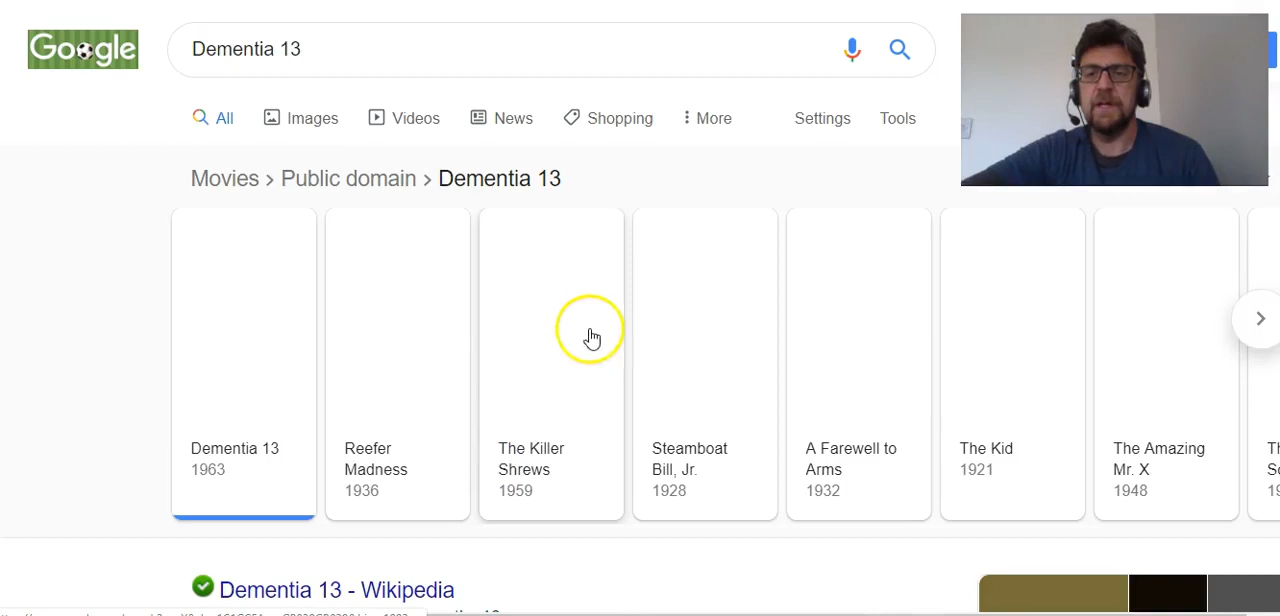 Google
Dementia 13
All
Images
Videos
News
Shopping
More
Settings
Tools
Movies > Public domain > Dementia 13
Dementia 13
1963
Reefer
Madness
1936
The Killer
Shrews
1959
Steamboat
Bill, Jr.
1928
A Farewell to
Arms
1932
The Kid
1921
The Amazing
Mr. X
1948
Dementia 13 - Wikipedia